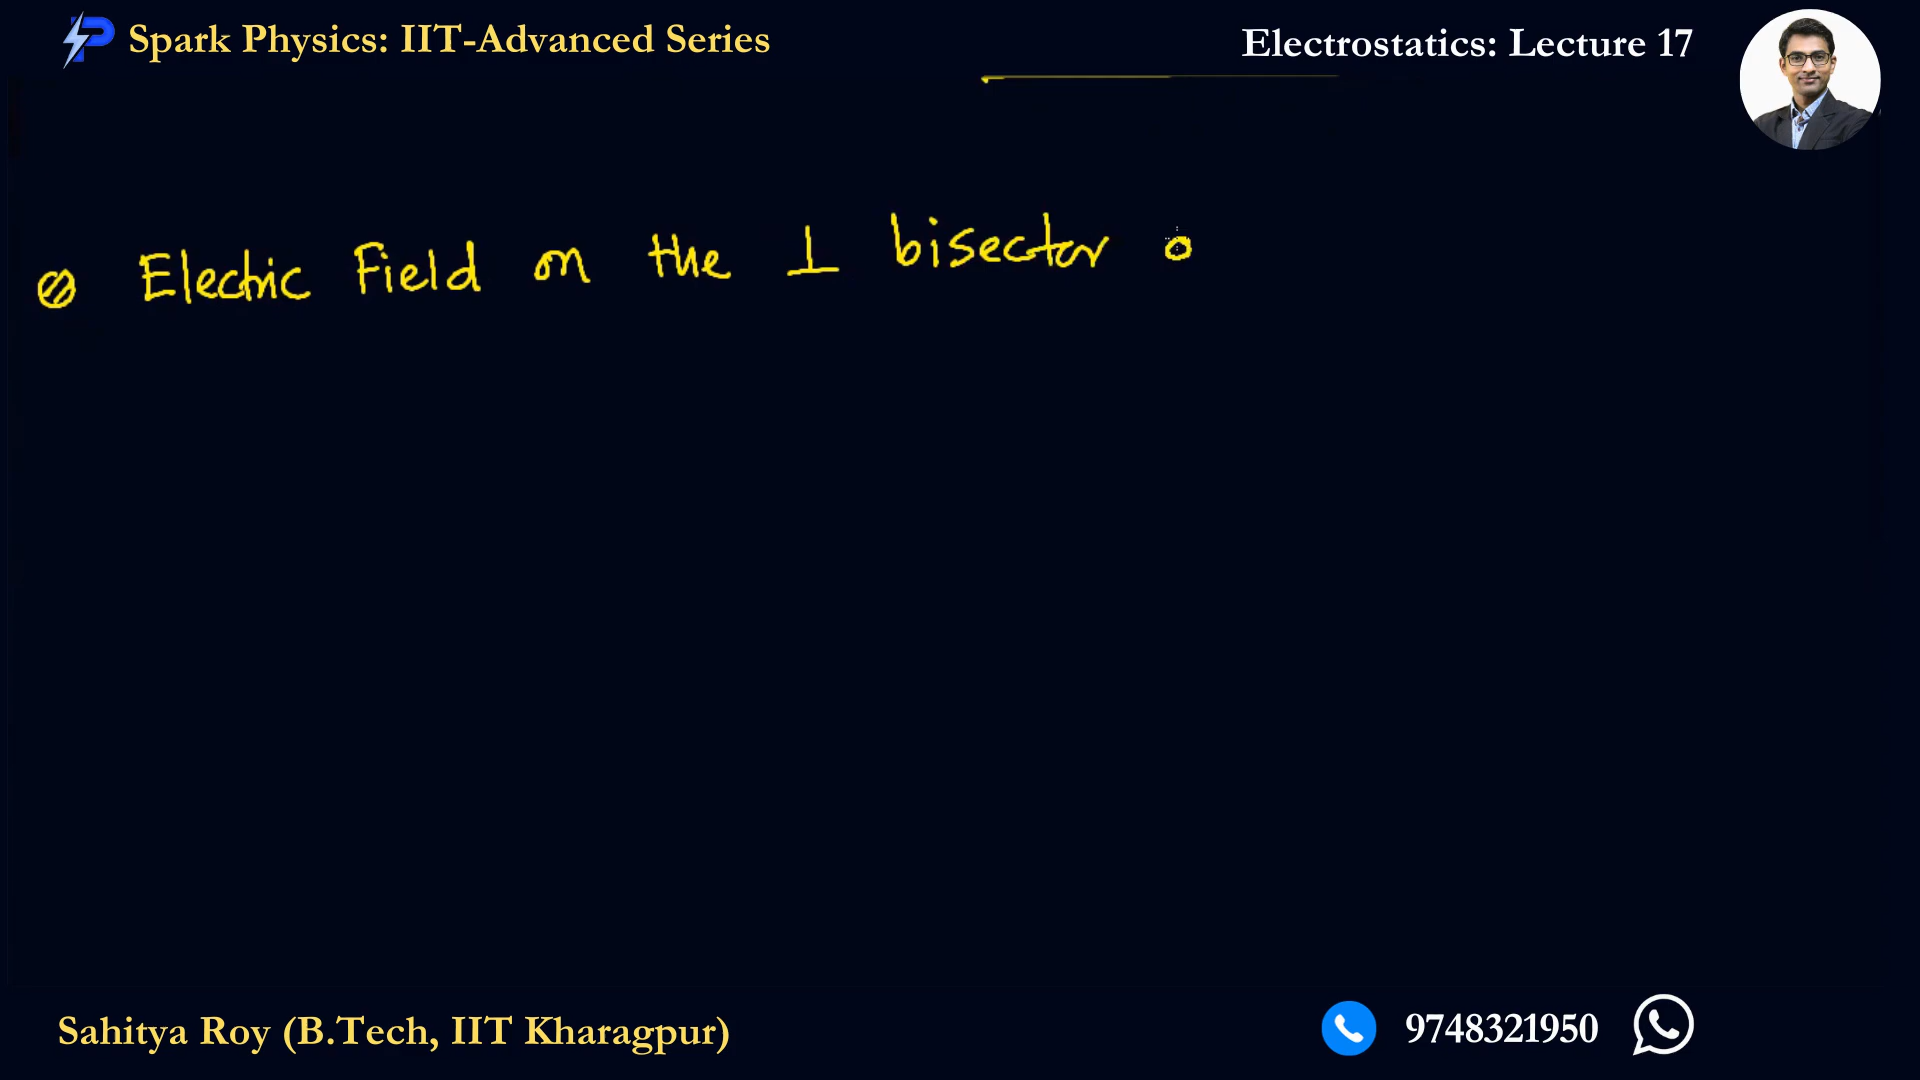 Spark Physics: IIT-Advanced Series
Electrostatics: Lecture 17
Electric Field on the ⊥ bisector o
Sahitya Roy (B.Tech, IIT Kharagpur)
9748321950